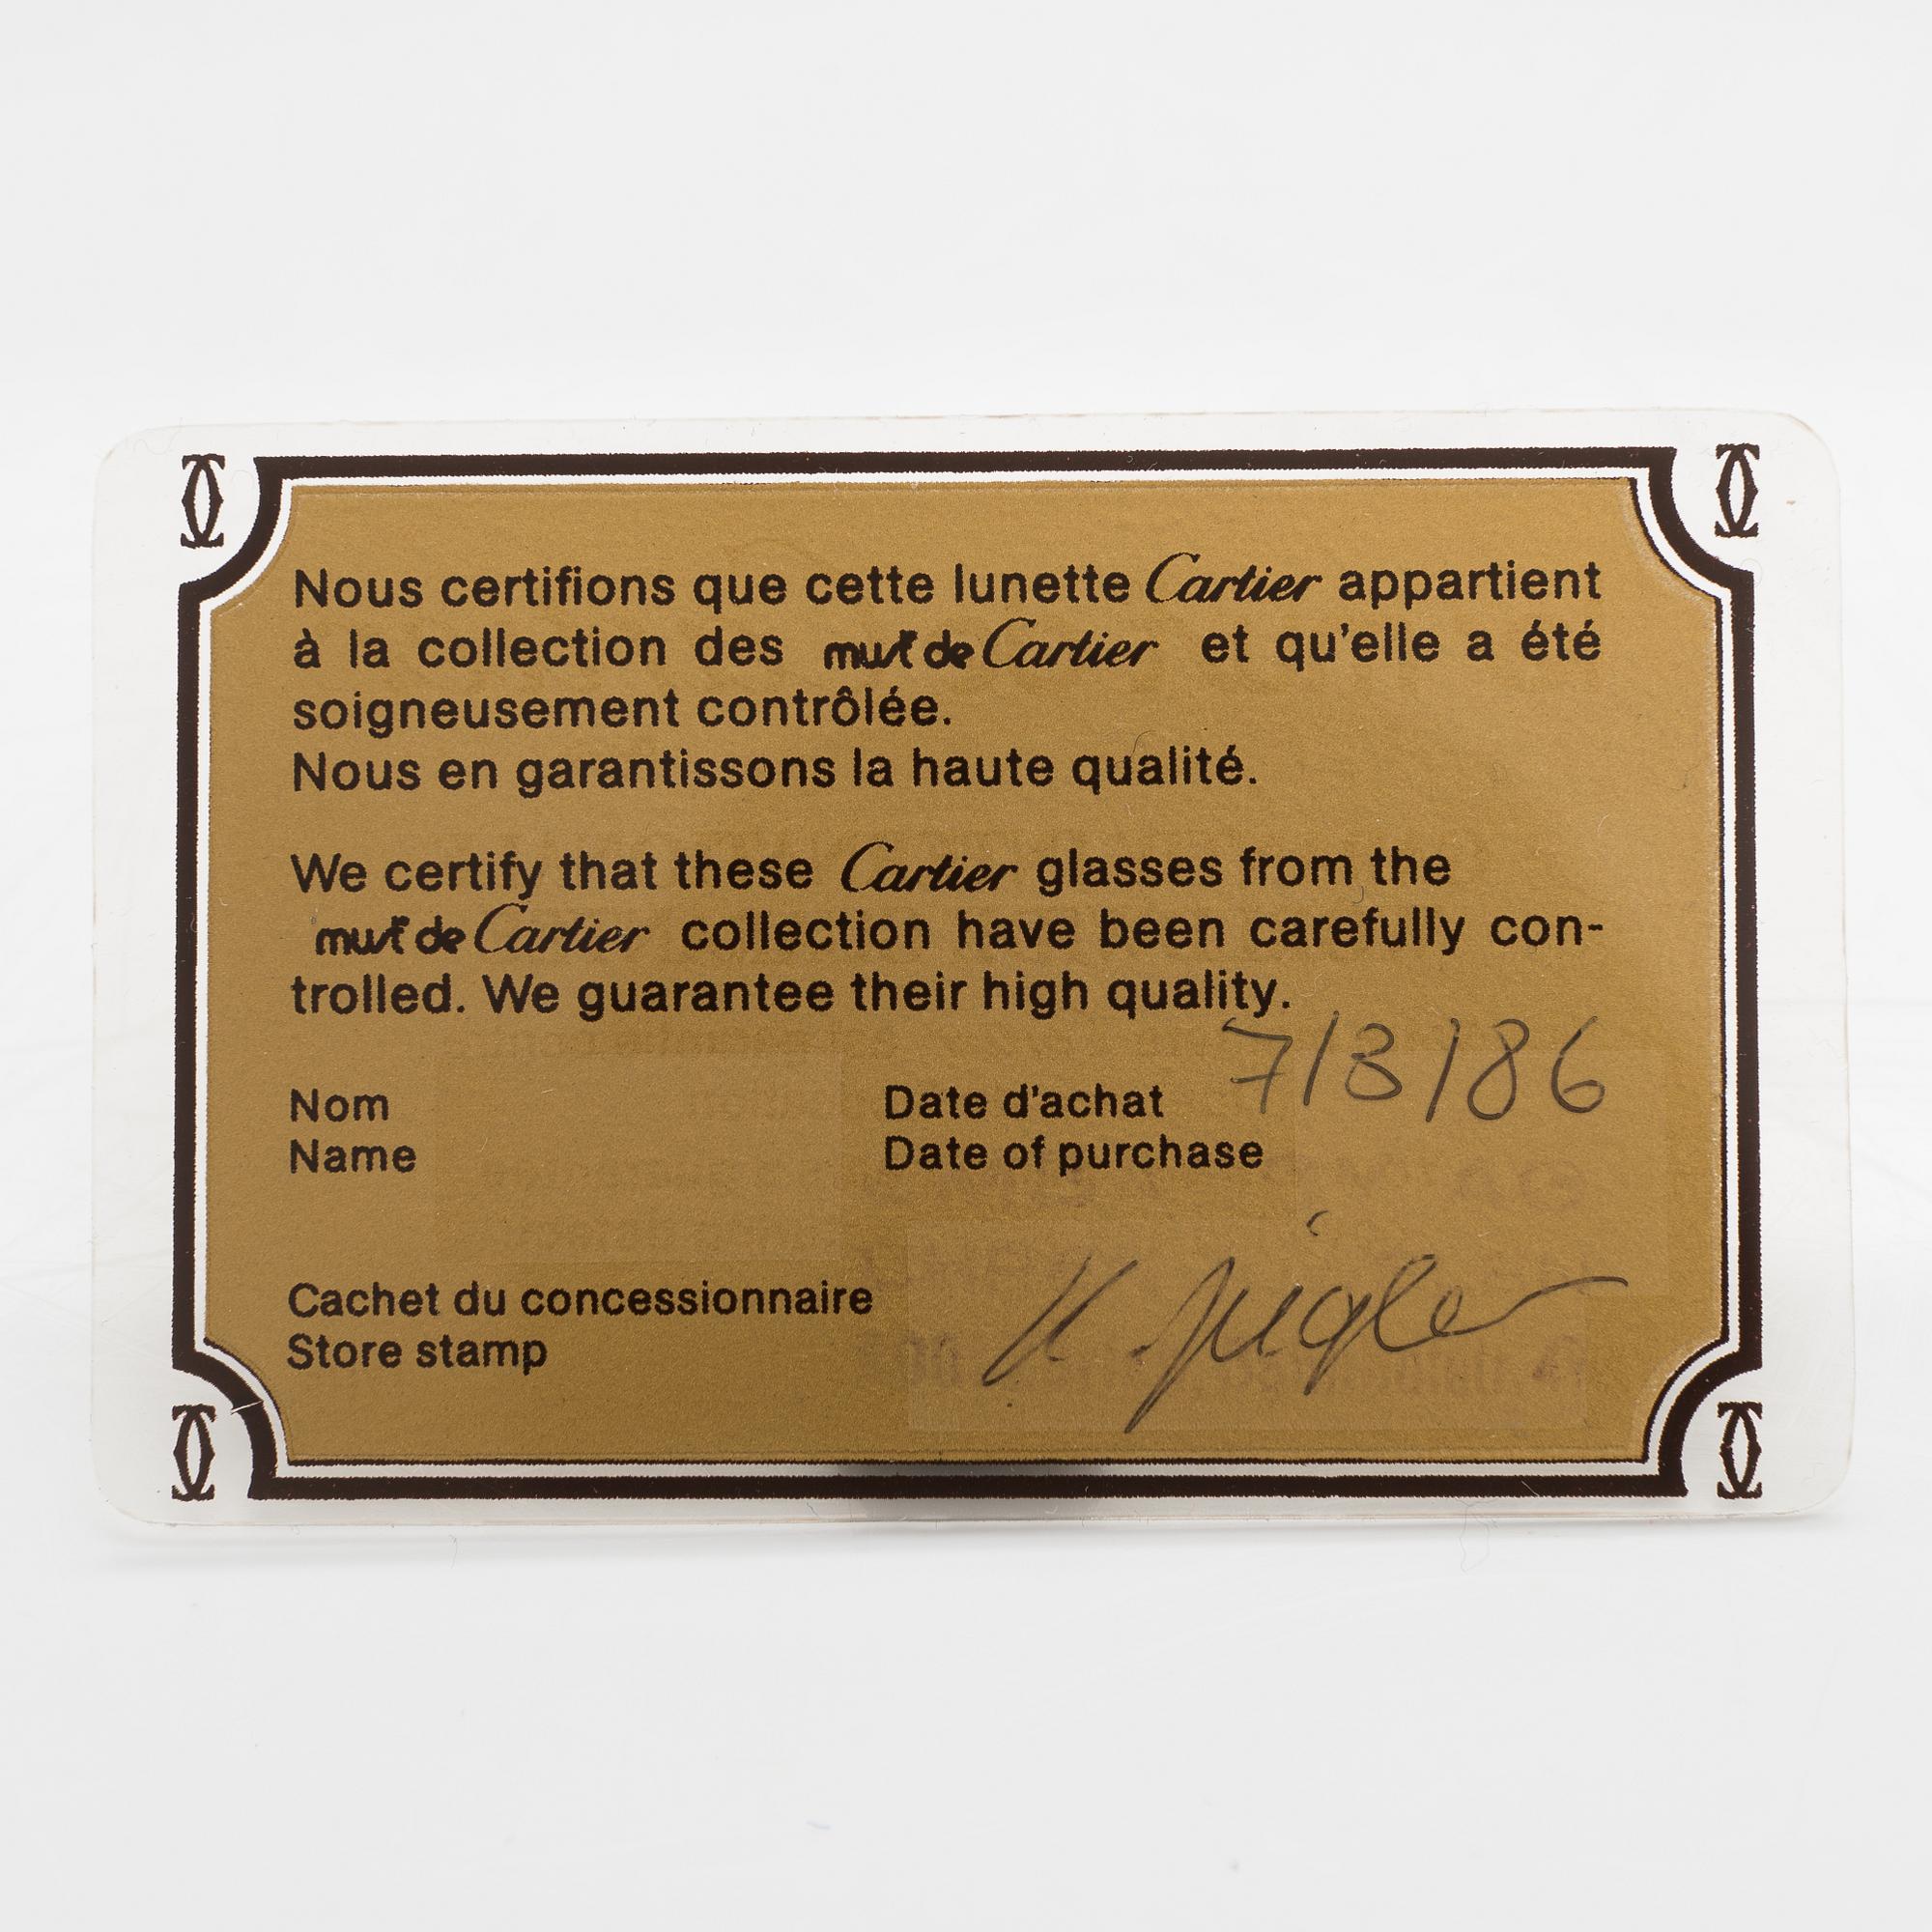 Nous certifions que cette lunette Cartier appartient
à la collection des must de Cartier et qu'elle a été
soigneusement contrôlée.
Nous en garantissons la haute qualité.
We certify that these Cartier glasses from the
must de Cartier collection have been carefully con-
trolled. We guarantee their high quality.
Nom
Name
Date d'achat 7/3/86
Date of purchase
Cachet du concessionnaire
Store stamp